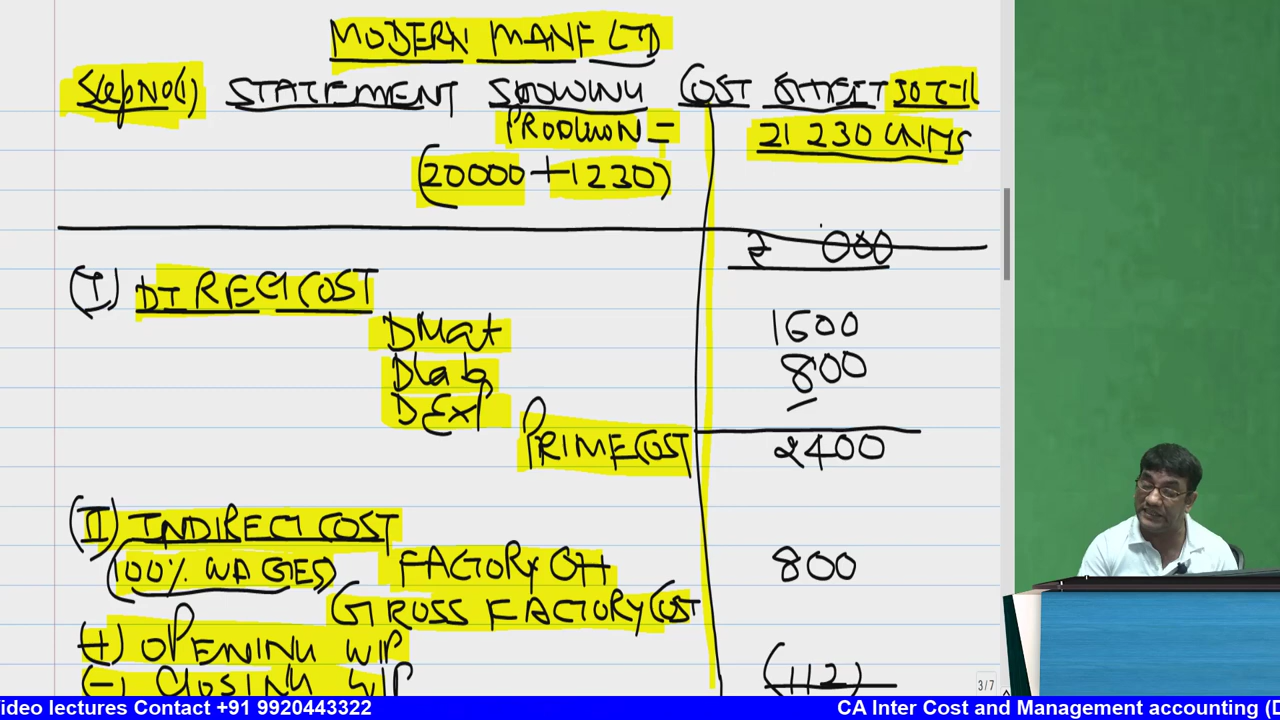 MODERN MANF LTD
Step No(1) STATEMENT SHOWING COST SHEET
PRODUCTION = 21 230 UNITS
(20000 + 1230)
₹ 000
(I) DIRECT COST
DMat 1600
DLab 800
DExp -
PRIME COST 2400
(II) INDIRECT COST
(100% WAGES) FACTORY OH 800
GROSS FACTORY COST
(+) OPENING WIP
(-) CLOSING WIP (112)
3/7
ideo lectures Contact +91 9920443322 CA Inter Cost and Management accounting (D